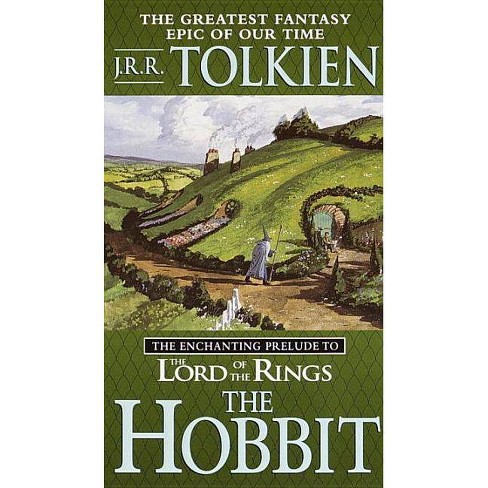 THE GREATEST FANTASY
EPIC OF OUR TIME
J.R.R. TOLKIEN
THE ENCHANTING PRELUDE TO
THE LORD OF THE RINGS
THE
HOBBIT